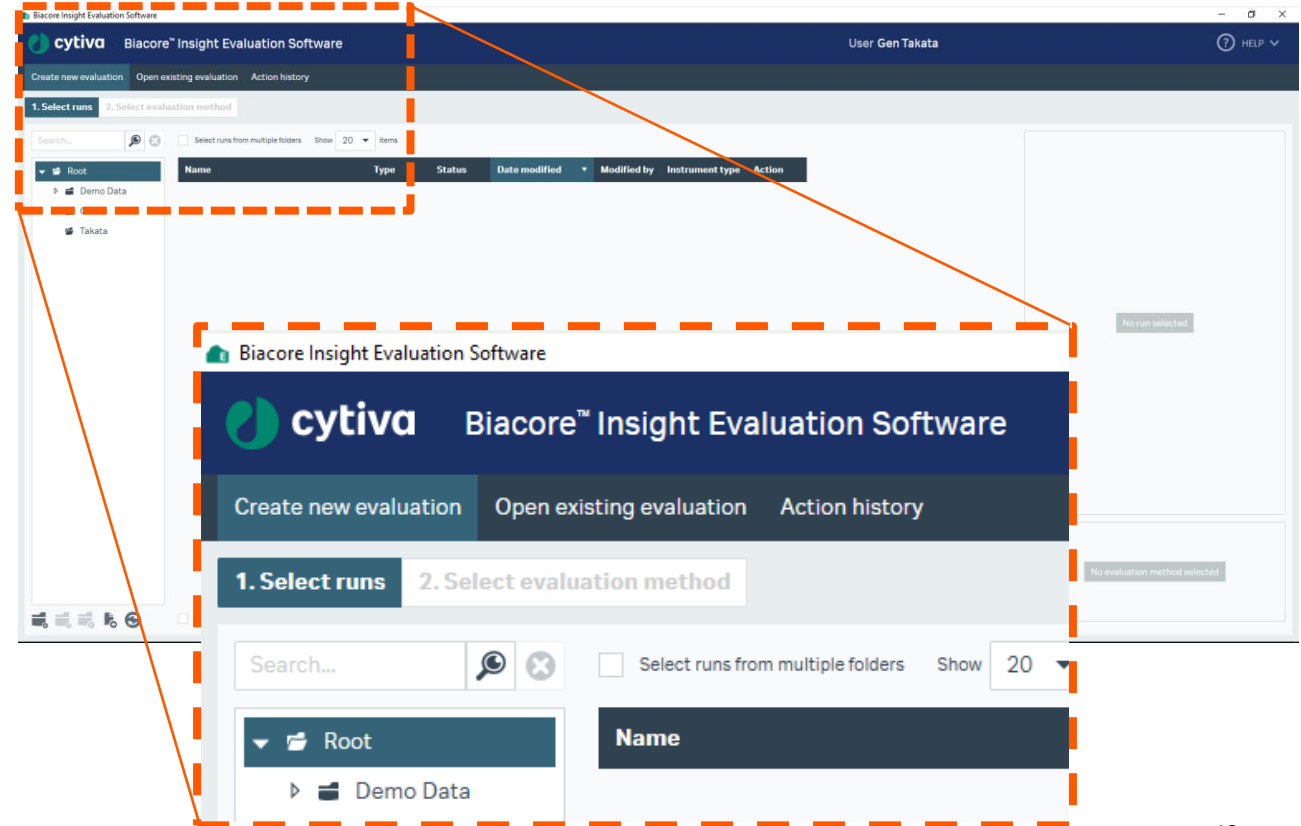 Biacore Insight Evaluation Software
cytiva Biacore™ Insight Evaluation Software User Gen Takata ? HELP
Create new evaluation Open existing evaluation Action history
1. Select runs 2. Select evaluation method
Search... Select runs from multiple folders Show 20 items
Root Name Type Status Date modified Modified by Instrument type Action
Demo Data
Takata
No run selected
No evaluation method selected
Biacore Insight Evaluation Software
cytiva Biacore™ Insight Evaluation Software
Create new evaluation Open existing evaluation Action history
1. Select runs 2. Select evaluation method
Search... Select runs from multiple folders Show 20
Root Name
Demo Data